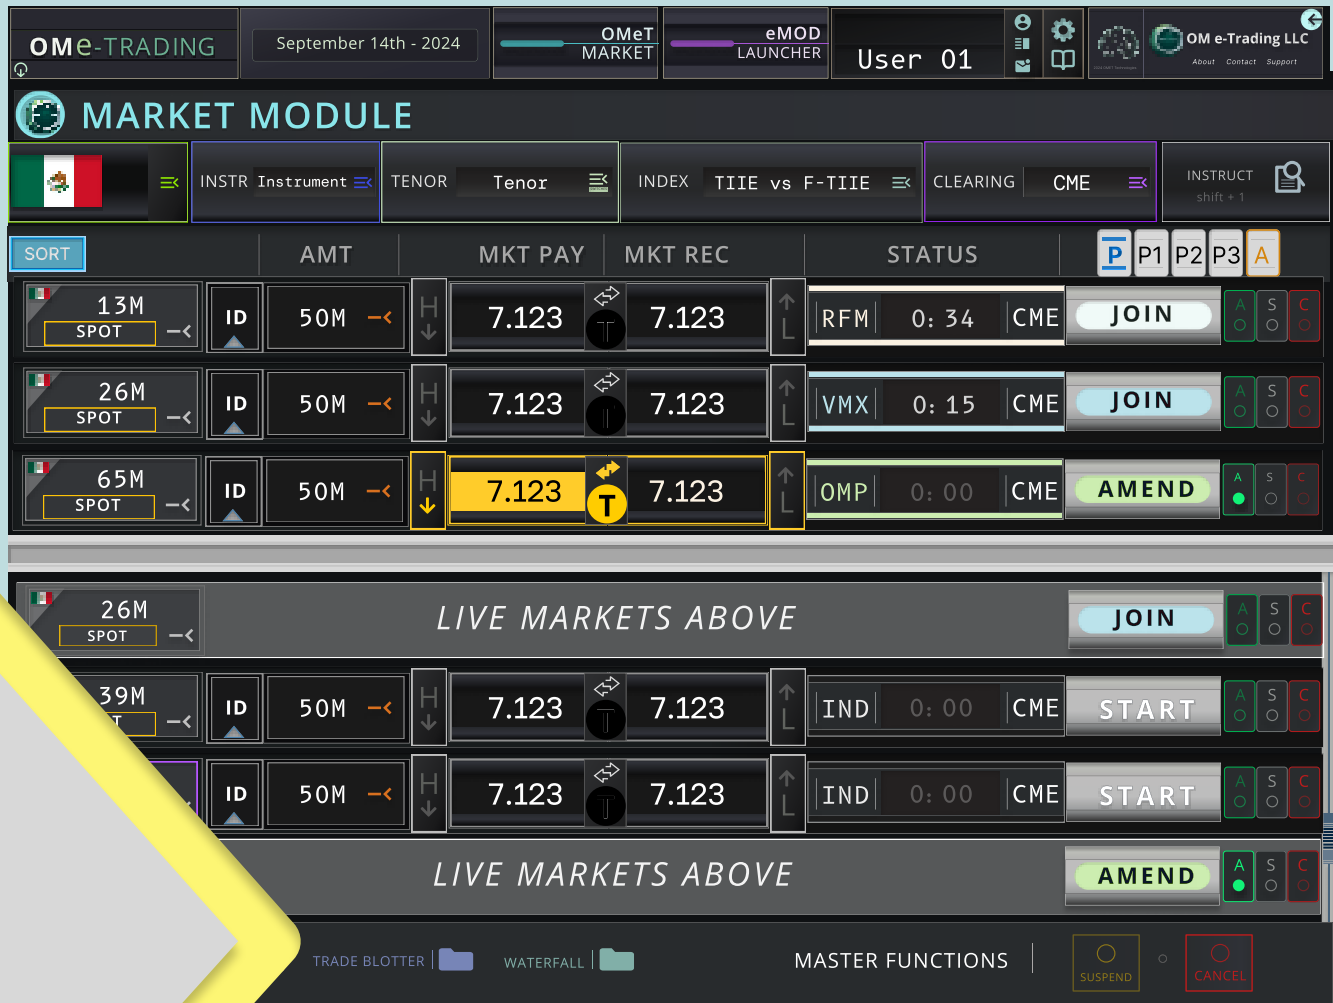 OMe-TRADING
September 14th - 2024
OMeT
MARKET
eMOD
LAUNCHER
User 01
OM e-Trading LLC
About Contact Support
MARKET MODULE
INSTR Instrument
TENOR Tenor
INDEX TIIE vs F-TIIE
CLEARING CME
INSTRUCT
shift + 1
SORT AMT MKT PAY MKT REC STATUS P P1 P2 P3 A
13M
SPOT
ID 50M H 7.123 T 7.123 L RFM 0: 34 CME JOIN A S C
26M
SPOT
ID 50M H 7.123 T 7.123 L VMX 0: 15 CME JOIN A S C
65M
SPOT
ID 50M H 7.123 T 7.123 L OMP 0: 00 CME AMEND A S C
26M
SPOT
LIVE MARKETS ABOVE JOIN A S C
39M
T
ID 50M H 7.123 T 7.123 L IND 0: 00 CME START A S C
ID 50M H 7.123 T 7.123 L IND 0: 00 CME START A S C
LIVE MARKETS ABOVE AMEND A S C
TRADE BLOTTER WATERFALL MASTER FUNCTIONS SUSPEND CANCEL